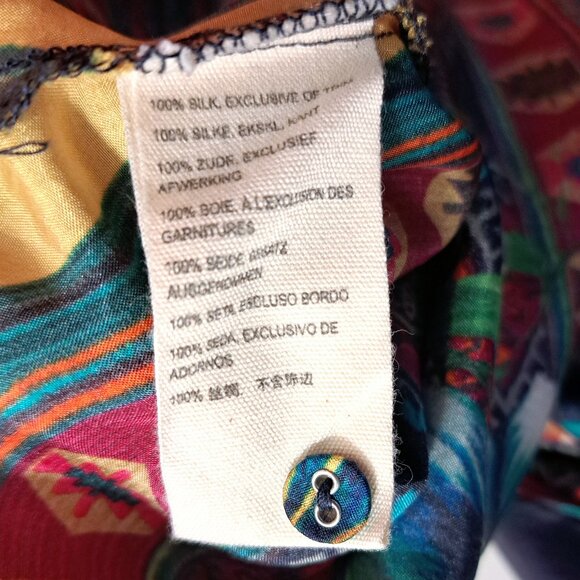 100% SILK, EXCLUSIVE OF TRIM
100% SILKE, EKSKL. KANT
100% ZIJDE, EXCLUSIEF
AFWERKING
100% SOIE, A L'EXCLUSION DES
GARNITURES
100% SEIDE BESATZ
AUSGENOMMEN
100% SETA ESCLUSO BORDO
100% SEDA, EXCLUSIVO DE
ADORNOS
100% 丝绸 不含饰边